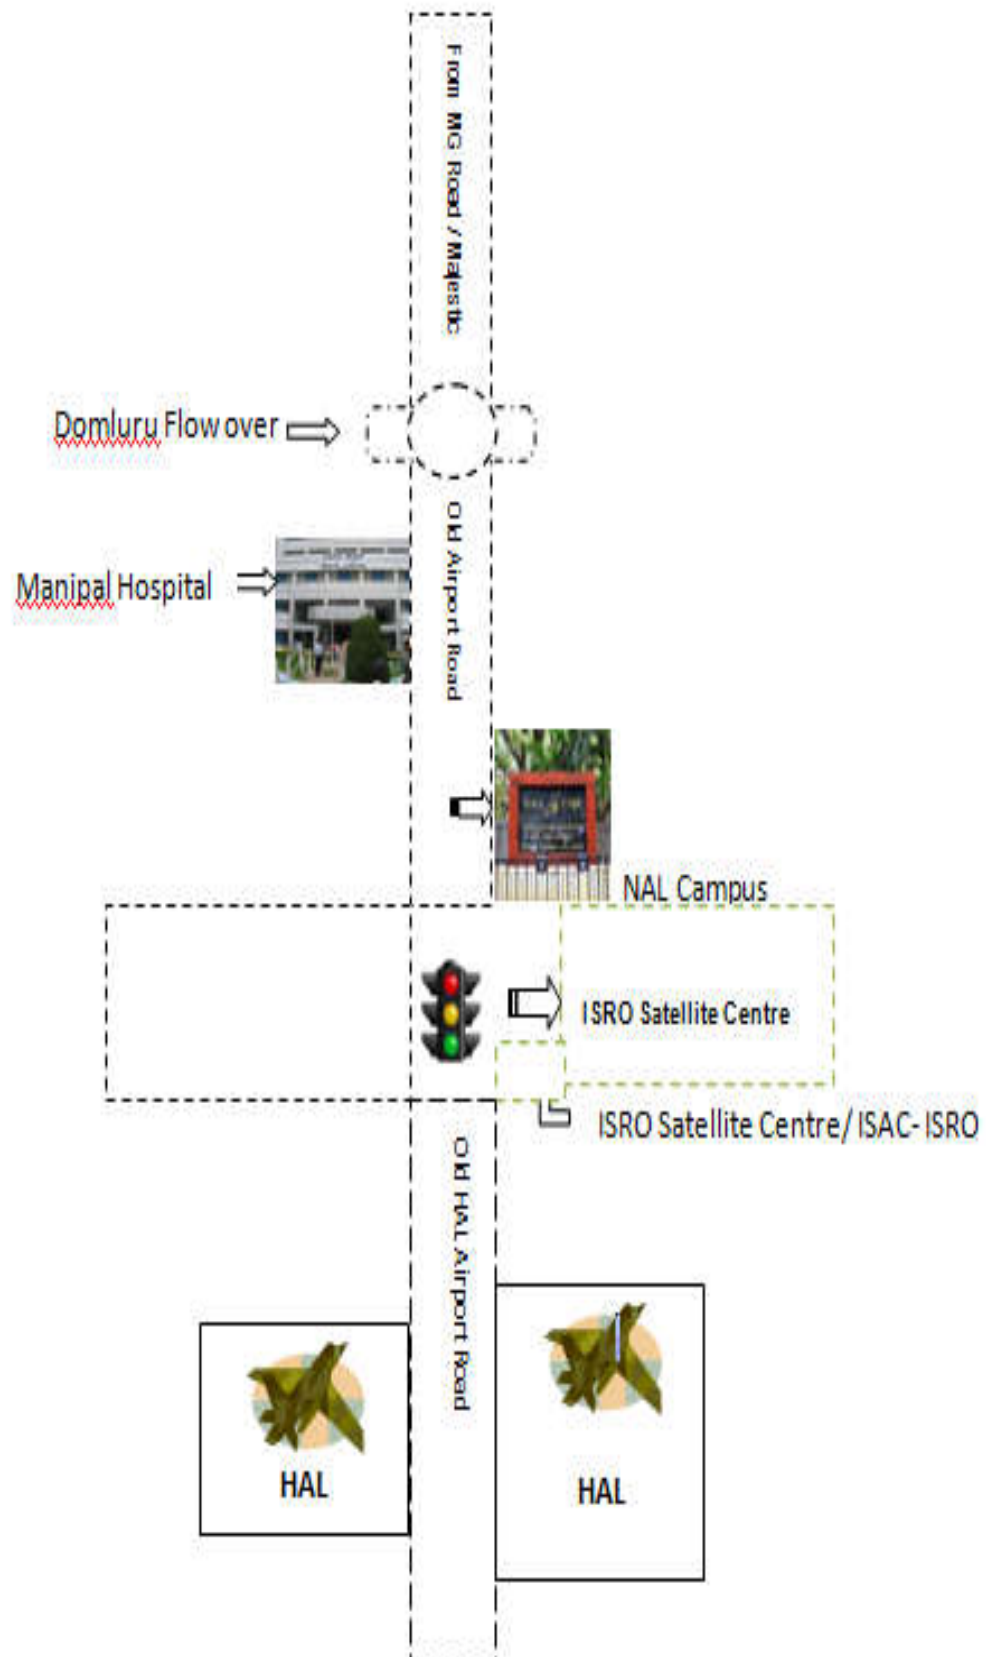 From MG Road / Majestic
Domluru Flow over
Old Airport Road
Manipal Hospital
NAL Campus
ISRO Satellite Centre
ISRO Satellite Centre/ ISAC- ISRO
Old HAL Airport Road
HAL
HAL